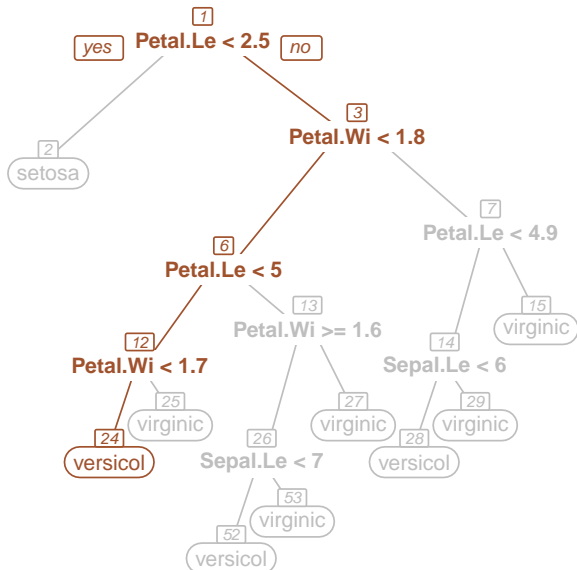 1
yes Petal.Le < 2.5 no
3
Petal.Wi < 1.8
2
setosa
7
Petal.Le < 4.9
6
Petal.Le < 5
13
Petal.Wi >= 1.6
15
virginic
12
Petal.Wi < 1.7
14
Sepal.Le < 6
25
virginic
27
virginic
29
virginic
24
versicol
26
Sepal.Le < 7
28
versicol
53
virginic
52
versicol